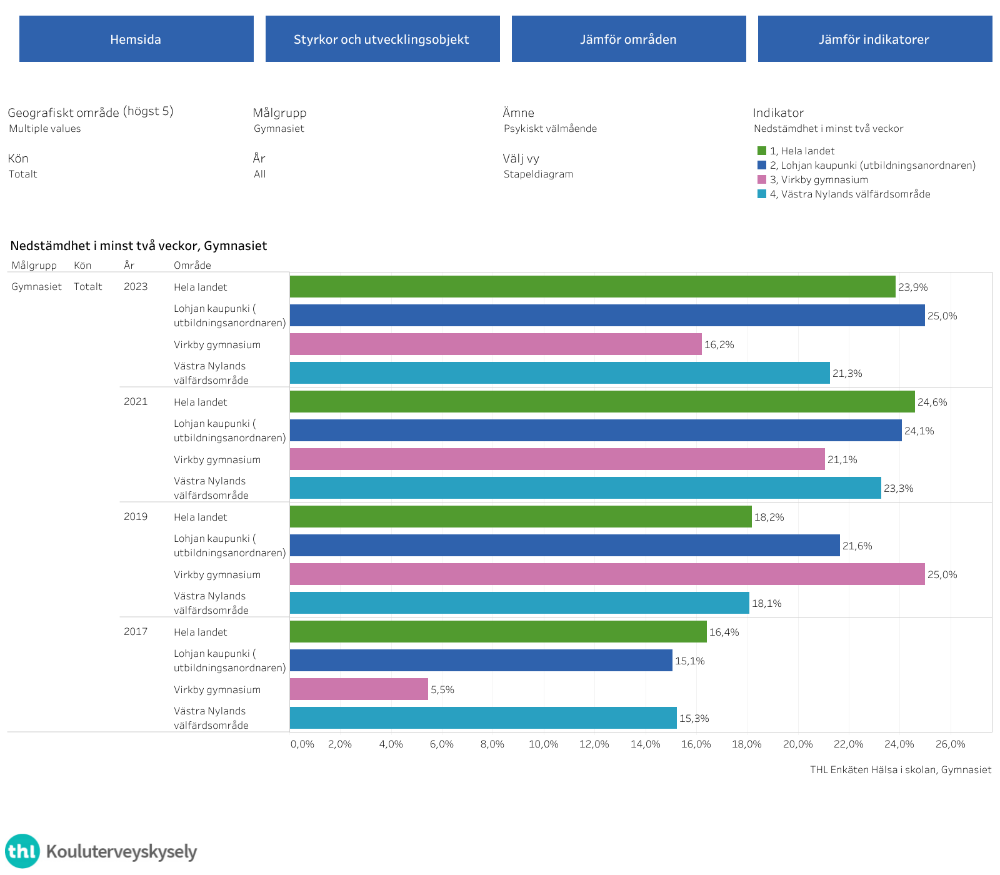 Hemsida
Styrkor och utvecklingsobjekt
Jämför områden
Jämför indikatorer
Geografiskt område (högst 5)
Multiple values
Målgrupp
Gymnasiet
Ämne
Psykiskt välmående
Indikator
Nedstämdhet i minst två veckor
Kön
Totalt
År
All
Välj vy
Stapeldiagram
1, Hela landet
2, Lohjan kaupunki (utbildningsanordnaren)
3, Virkby gymnasium
4, Västra Nylands välfärdsområde
Nedstämdhet i minst två veckor, Gymnasiet
Målgrupp Kön År Område
Gymnasiet Totalt 2023 Hela landet 23,9%
Lohjan kaupunki (
utbildningsanordnaren) 25,0%
Virkby gymnasium 16,2%
Västra Nylands
välfärdsområde 21,3%
2021 Hela landet 24,6%
Lohjan kaupunki (
utbildningsanordnaren) 24,1%
Virkby gymnasium 21,1%
Västra Nylands
välfärdsområde 23,3%
2019 Hela landet 18,2%
Lohjan kaupunki (
utbildningsanordnaren) 21,6%
Virkby gymnasium 25,0%
Västra Nylands
välfärdsområde 18,1%
2017 Hela landet 16,4%
Lohjan kaupunki (
utbildningsanordnaren) 15,1%
Virkby gymnasium 5,5%
Västra Nylands
välfärdsområde 15,3%
0,0% 2,0% 4,0% 6,0% 8,0% 10,0% 12,0% 14,0% 16,0% 18,0% 20,0% 22,0% 24,0% 26,0%
THL Enkäten Hälsa i skolan, Gymnasiet
thl Kouluterveyskysely